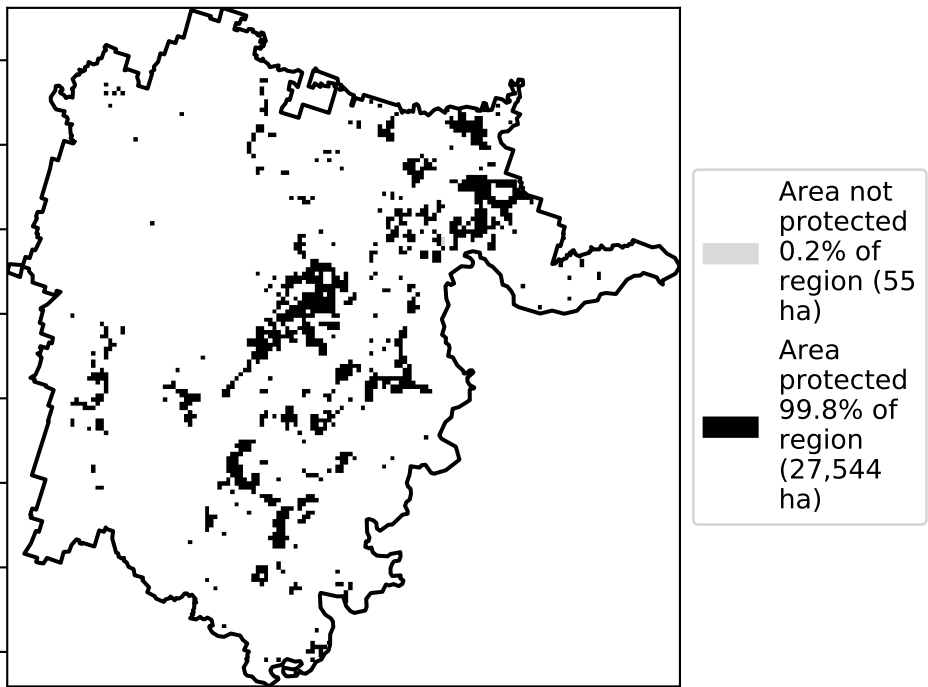 Area not
protected
0.2% of
region (55
ha)
Area
protected
99.8% of
region
(27,544
ha)